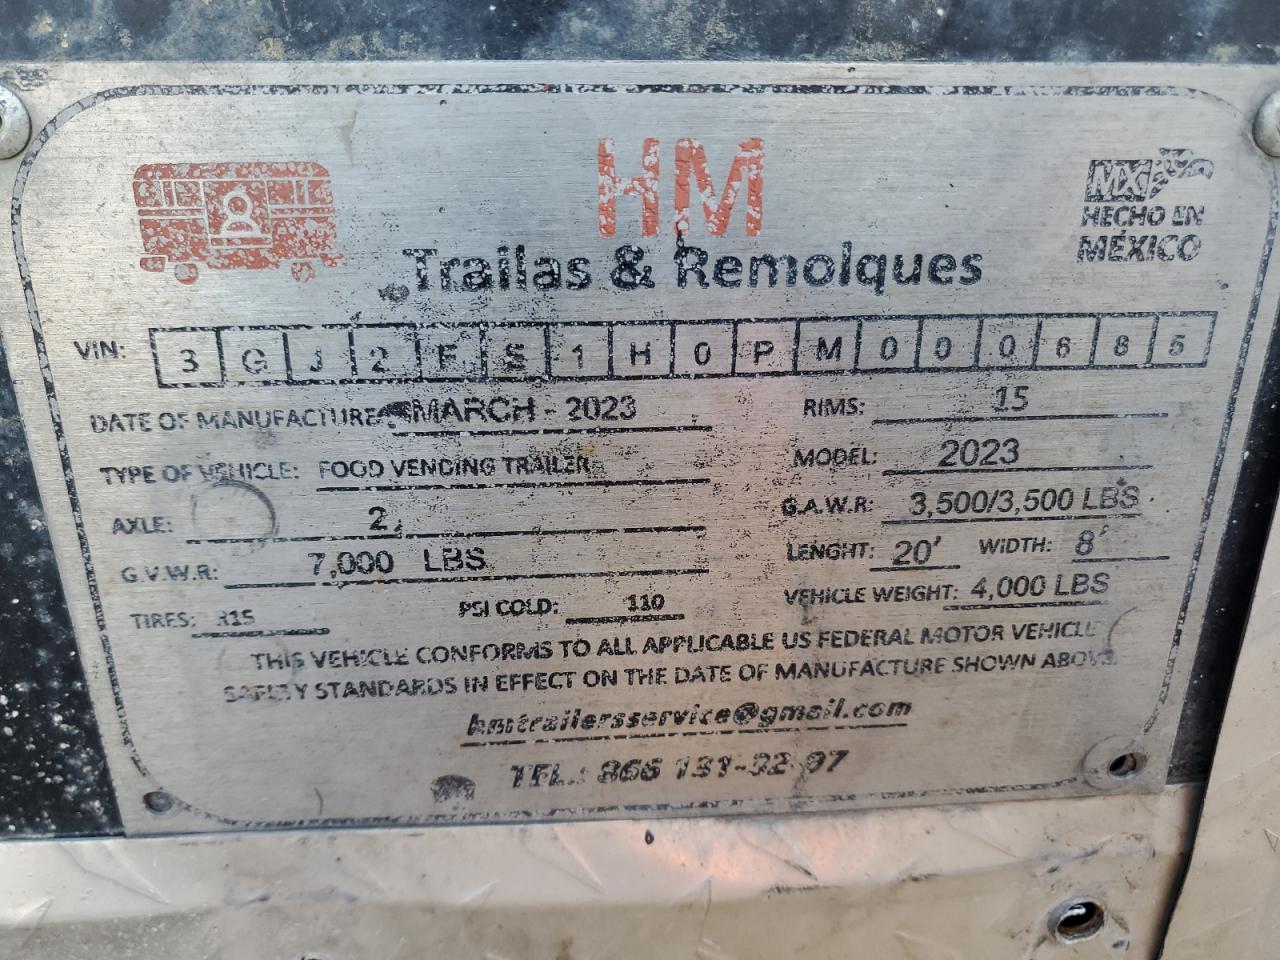 HM
Trailas & Remolques
MX
HECHO EN
MÉXICO
VIN: 3 G J 2 F S 1 H 0 P M 0 0 0 6 8 5
DATE OF MANUFACTURE: MARCH - 2023
RIMS: 15
TYPE OF VEHICLE: FOOD VENDING TRAILER
MODEL: 2023
AXLE: 2
G.A.W.R: 3,500/3,500 LBS
G.V.W.R: 7,000 LBS
LENGHT: 20' WIDTH: 8'
TIRES: R15 PSI COLD: 110
VEHICLE WEIGHT: 4,000 LBS
THIS VEHICLE CONFORMS TO ALL APPLICABLE US FEDERAL MOTOR VEHICLE
SAFETY STANDARDS IN EFFECT ON THE DATE OF MANUFACTURE SHOWN ABOVE.
hmtrailersservice@gmail.com
TEL.: 866 131-32-97